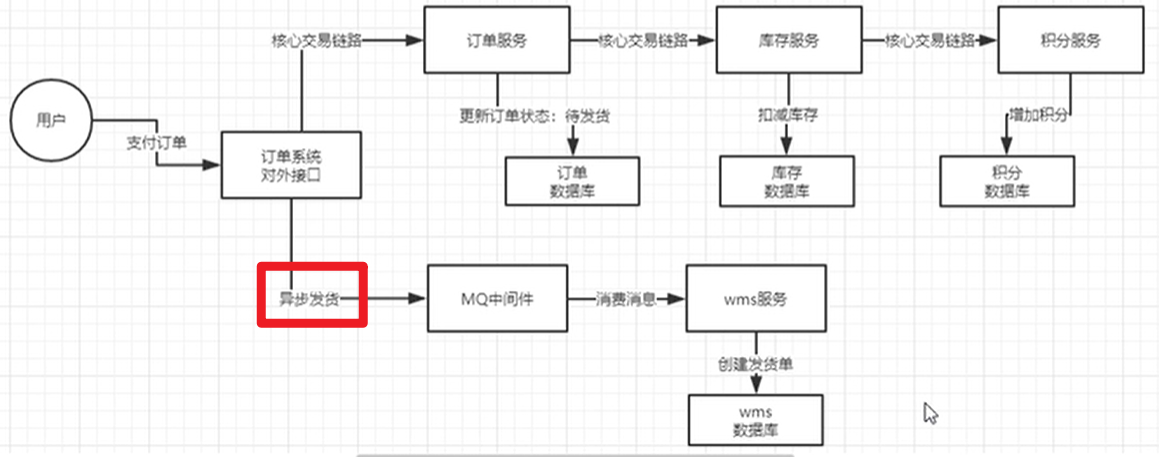 核心交易链路
订单服务
核心交易链路
库存服务
核心交易链路
积分服务
用户
支付订单
更新订单状态：待发货
扣减库存
增加积分
订单系统
对外接口
订单
数据库
库存
数据库
积分
数据库
异步发货
MQ中间件
消费消息
wms服务
创建发货单
wms
数据库